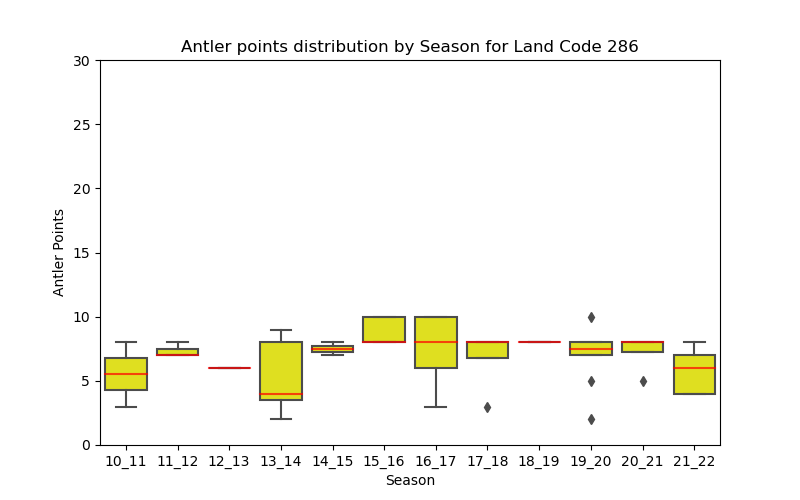 Antler points distribution by Season for Land Code 286
30
25
20
15
10
5
0
Antler Points
10_11 11_12 12_13 13_14 14_15 15_16 16_17 17_18 18_19 19_20 20_21 21_22
Season